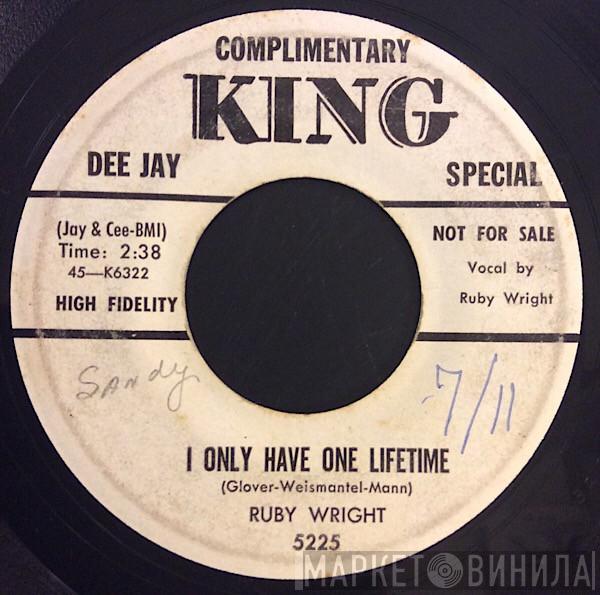 COMPLIMENTARY
KING
DEE JAY SPECIAL
(Jay & Cee-BMI)
Time: 2:38
45—K6322
HIGH FIDELITY
NOT FOR SALE
Vocal by
Ruby Wright
Sandy
7/11
I ONLY HAVE ONE LIFETIME
(Glover-Weismantel-Mann)
RUBY WRIGHT
5225
МАРКЕТ ВИНИЛА